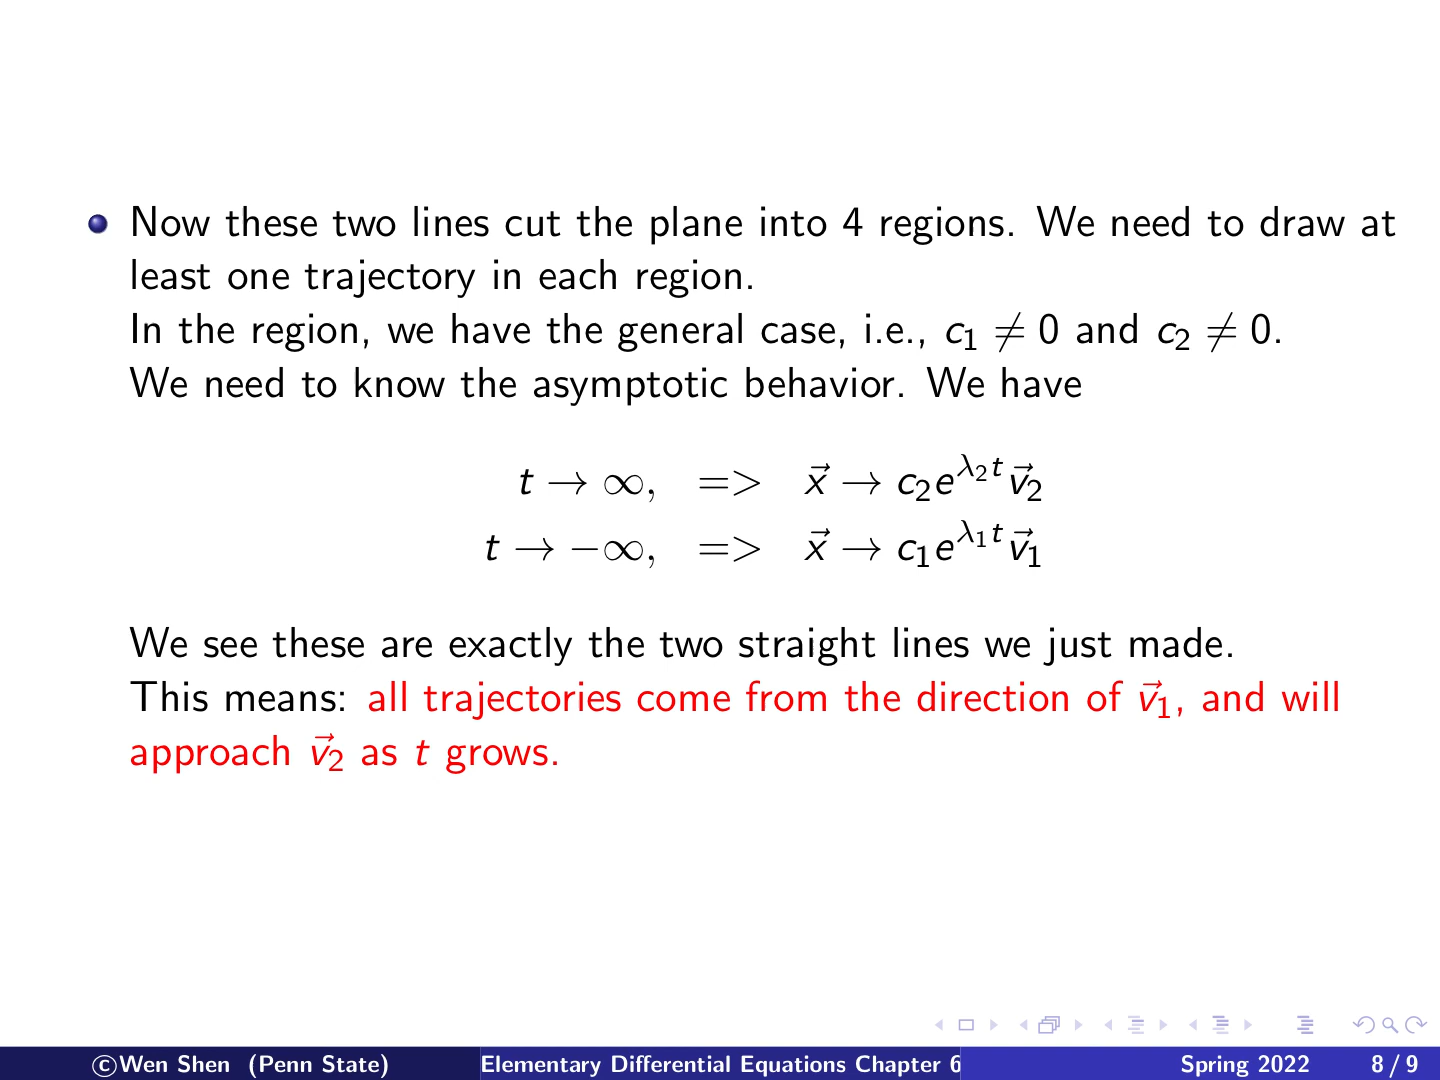 Now these two lines cut the plane into 4 regions. We need to draw at
least one trajectory in each region.
In the region, we have the general case, i.e., c₁ ≠ 0 and c₂ ≠ 0.
We need to know the asymptotic behavior. We have
t → ∞, => x⃗ → c₂e^{λ₂t}v⃗₂
t → −∞, => x⃗ → c₁e^{λ₁t}v⃗₁
We see these are exactly the two straight lines we just made.
This means: all trajectories come from the direction of v⃗₁, and will
approach v⃗₂ as t grows.
©Wen Shen (Penn State) Elementary Differential Equations Chapter 6 Spring 2022 8 / 9